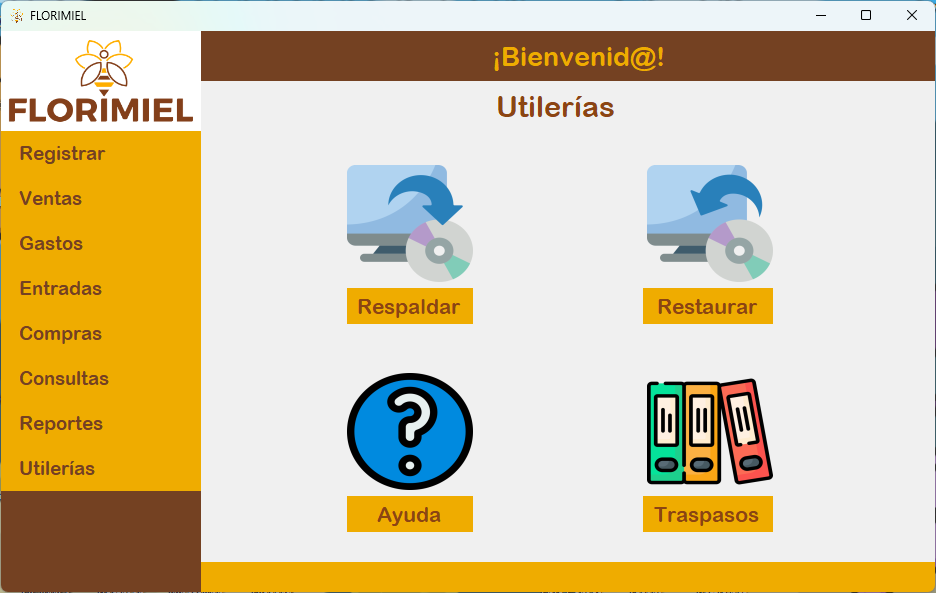 FLORIMIEL
FLORIMIEL
¡Bienvenid@!
Utilerías
Registrar
Ventas
Gastos
Entradas
Compras
Consultas
Reportes
Utilerías
Respaldar
Restaurar
Ayuda
Traspasos